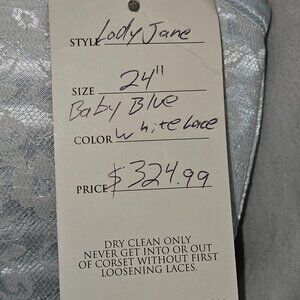 STYLE Lady Jane
SIZE 24"
Baby Blue
COLOR White Lace
PRICE $324.99
DRY CLEAN ONLY
NEVER GET INTO OR OUT
OF CORSET WITHOUT FIRST
LOOSENING LACES.